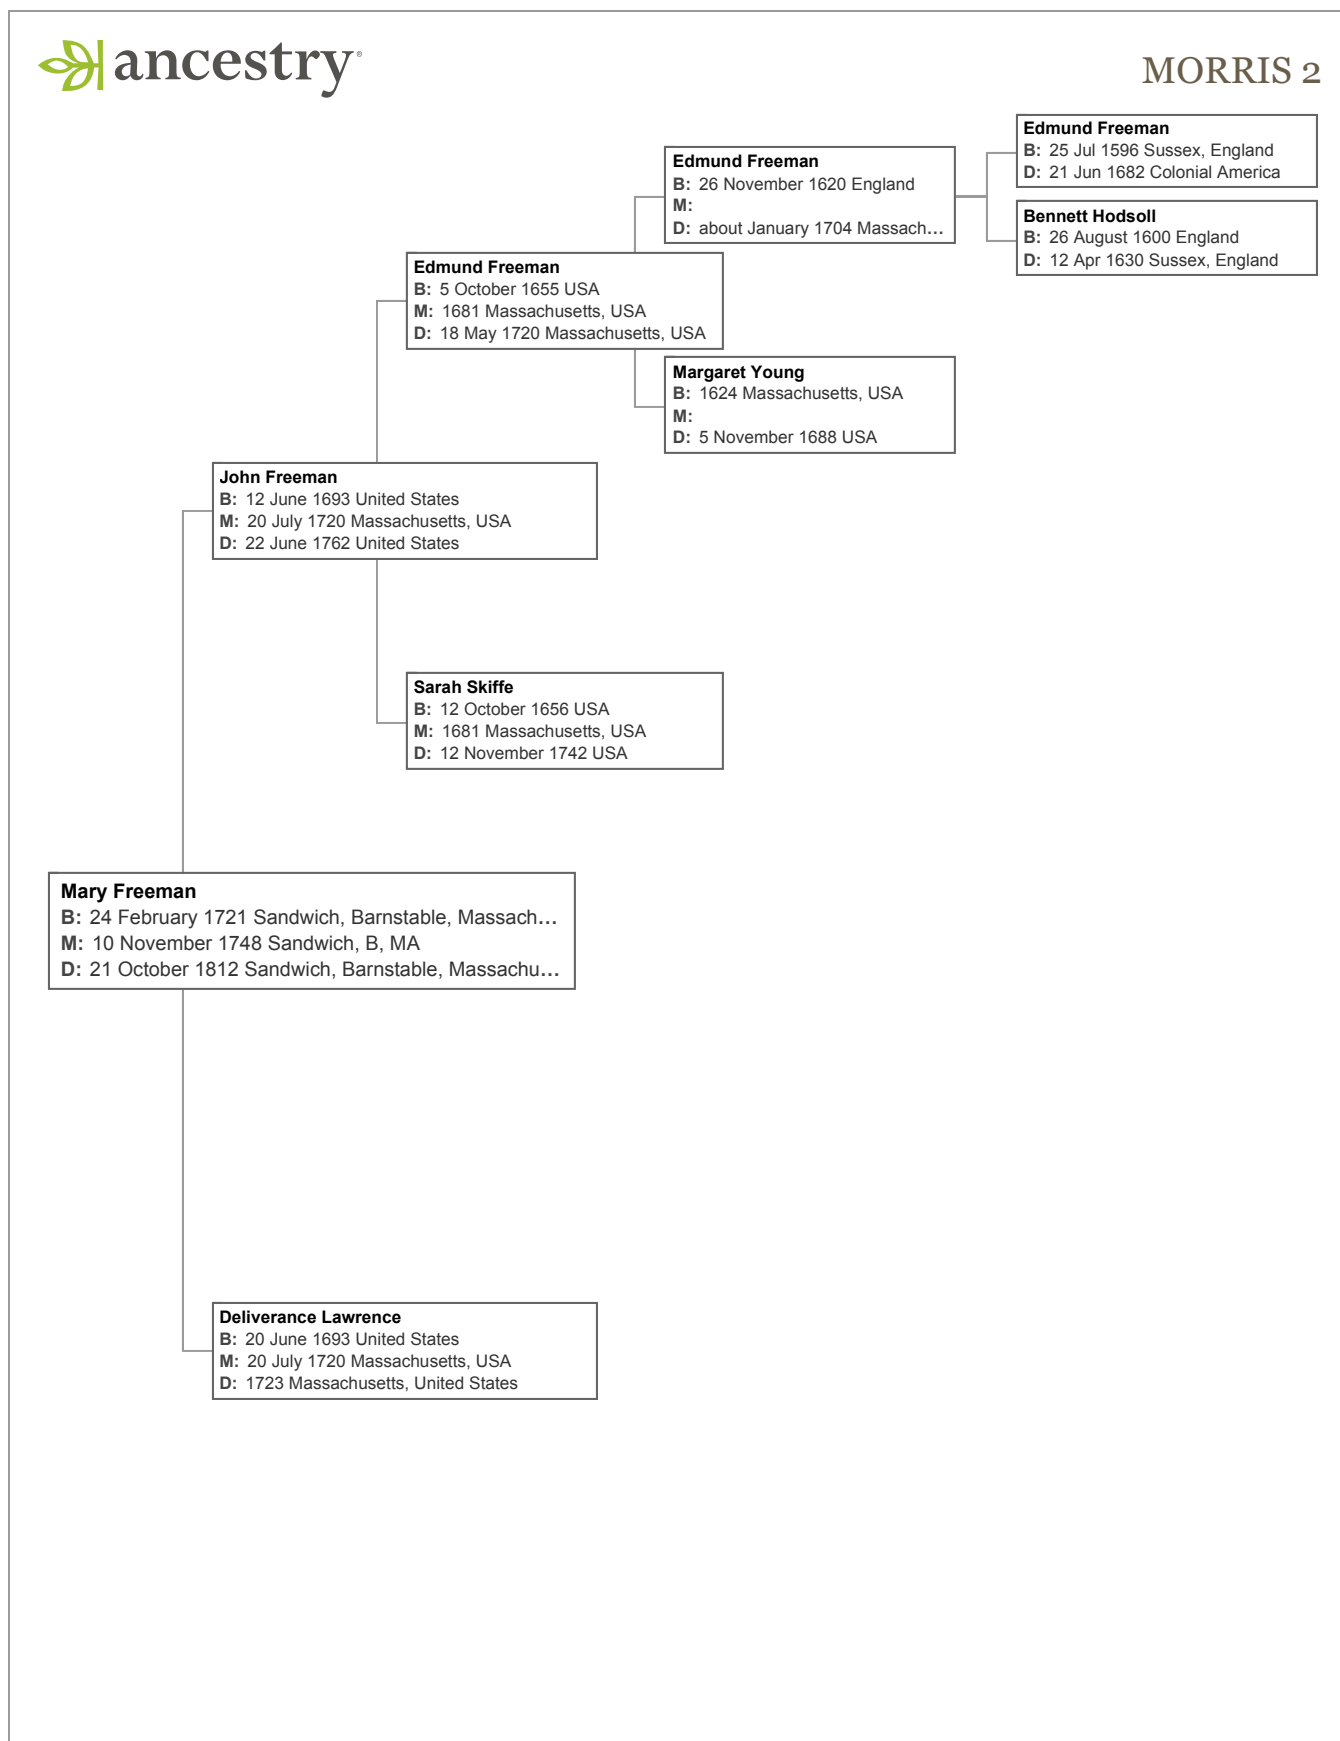 ancestry
MORRIS 2
Edmund Freeman
B: 25 Jul 1596 Sussex, England
D: 21 Jun 1682 Colonial America
Edmund Freeman
B: 26 November 1620 England
M:
D: about January 1704 Massach…
Bennett Hodsoll
B: 26 August 1600 England
D: 12 Apr 1630 Sussex, England
Edmund Freeman
B: 5 October 1655 USA
M: 1681 Massachusetts, USA
D: 18 May 1720 Massachusetts, USA
Margaret Young
B: 1624 Massachusetts, USA
M:
D: 5 November 1688 USA
John Freeman
B: 12 June 1693 United States
M: 20 July 1720 Massachusetts, USA
D: 22 June 1762 United States
Sarah Skiffe
B: 12 October 1656 USA
M: 1681 Massachusetts, USA
D: 12 November 1742 USA
Mary Freeman
B: 24 February 1721 Sandwich, Barnstable, Massach…
M: 10 November 1748 Sandwich, B, MA
D: 21 October 1812 Sandwich, Barnstable, Massachu…
Deliverance Lawrence
B: 20 June 1693 United States
M: 20 July 1720 Massachusetts, USA
D: 1723 Massachusetts, United States